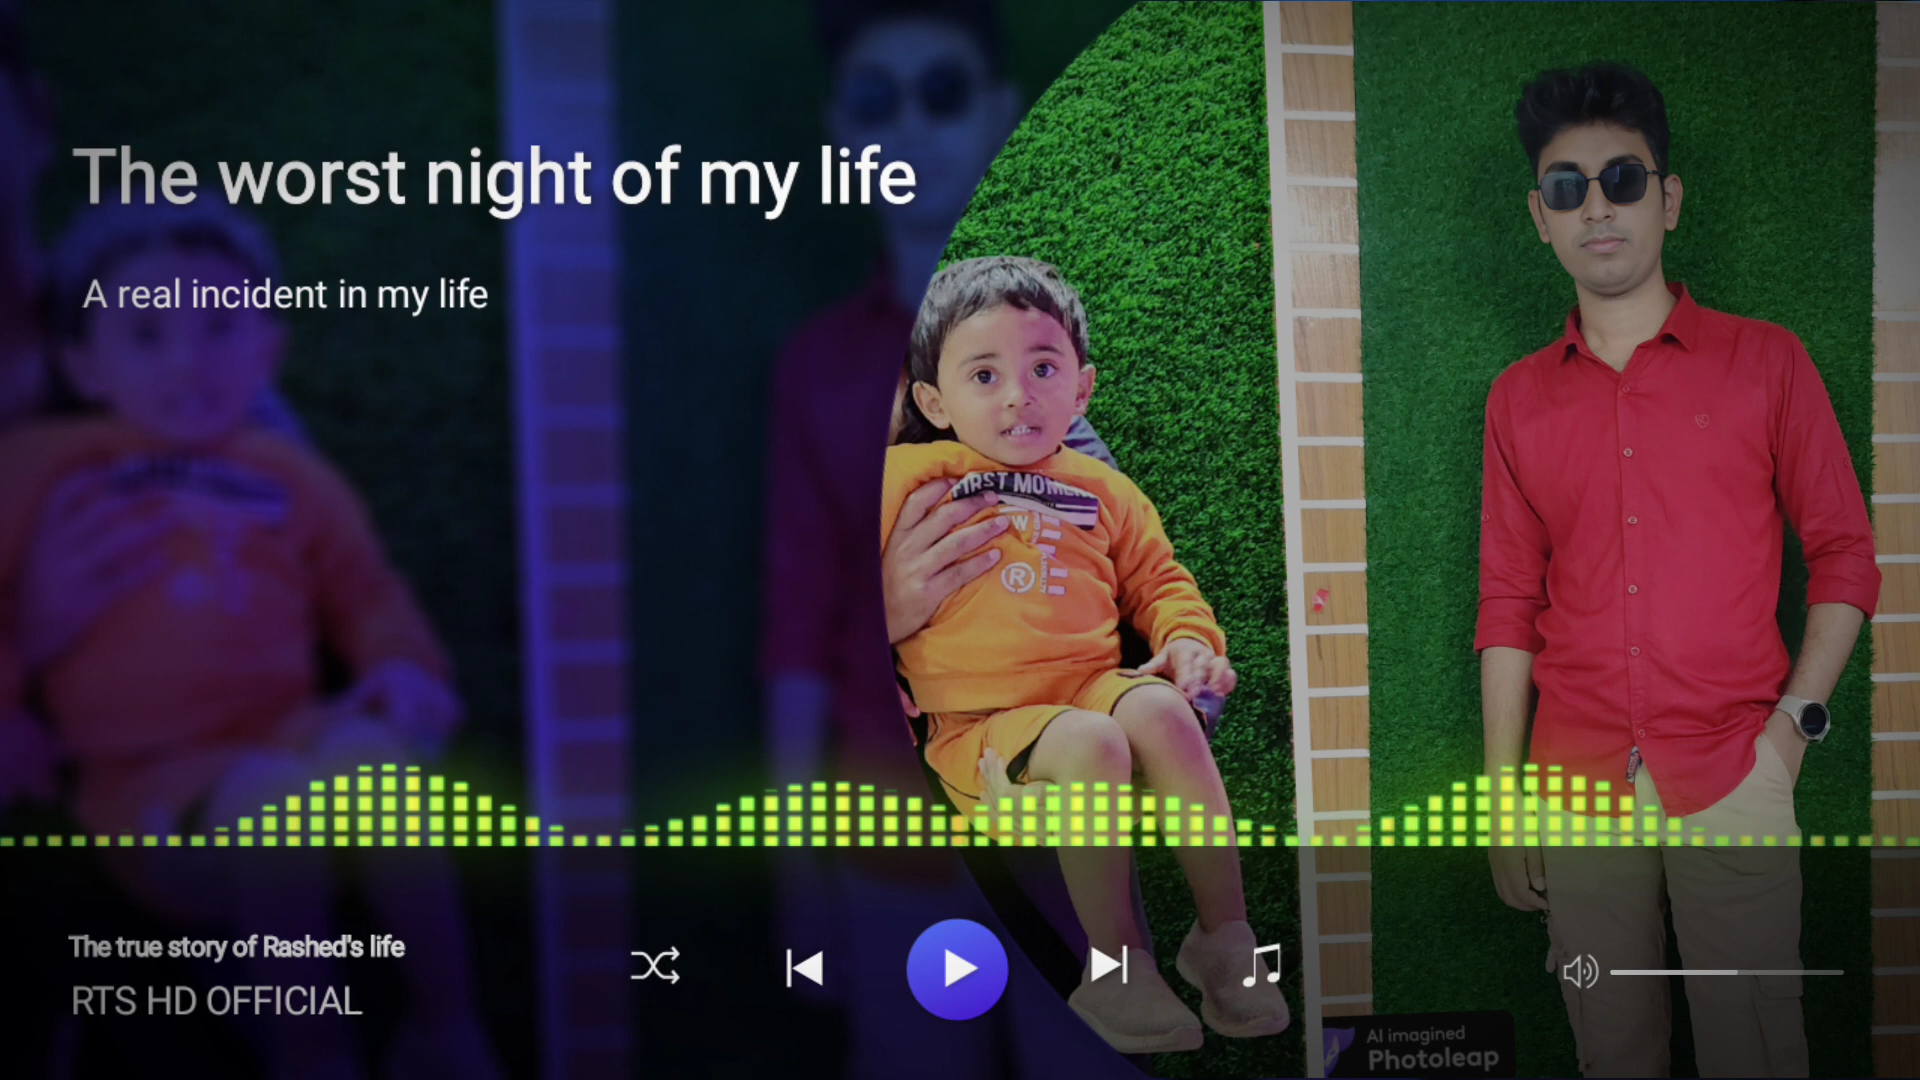 The worst night of my life
A real incident in my life
FIRST MOMEN
W
R
The true story of Rashed's life
RTS HD OFFICIAL
AI imagined
Photoleap